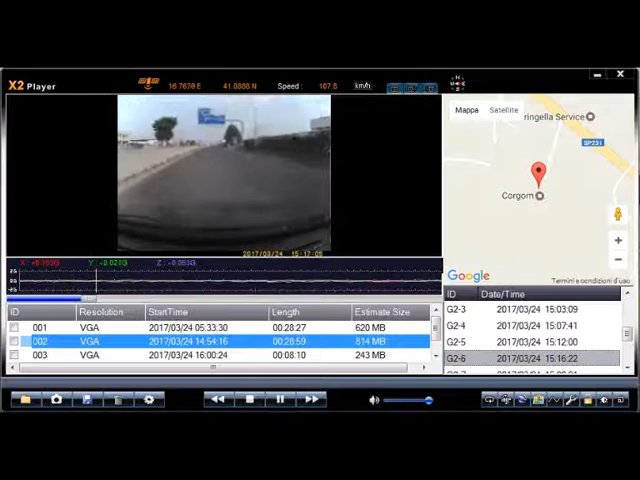 X2 Player
16.7670 E
41.0888 N
Speed :
107.8
km/h
Mappa
Satellite
ringella Service
SP231
Corgom
Google
Termini e condizioni d'uso
2017/03/24 15:17:05
X:
Y:
Z:
ID
Resolution
StartTime
Length
Estimate Size
001
VGA
2017/03/24 05:33:30
00:28:27
620 MB
002
VGA
2017/03/24 14:54:16
00:28:59
814 MB
003
VGA
2017/03/24 16:00:24
00:08:10
243 MB
ID
Date/Time
G2-3
2017/03/24 15:03:09
G2-4
2017/03/24 15:07:41
G2-5
2017/03/24 15:12:00
G2-6
2017/03/24 15:16:22